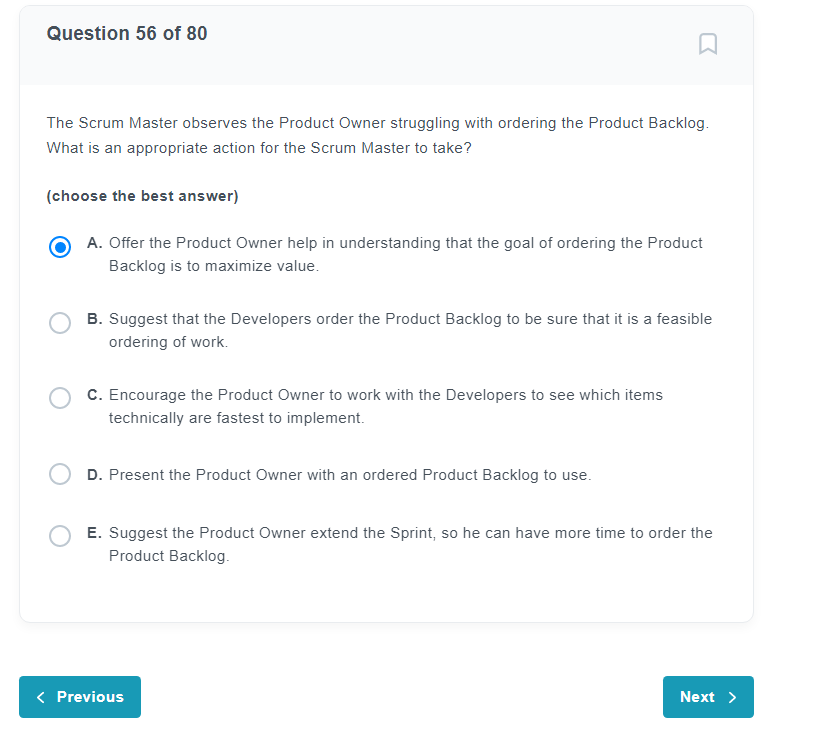 Question 56 of 80
The Scrum Master observes the Product Owner struggling with ordering the Product Backlog.
What is an appropriate action for the Scrum Master to take?
(choose the best answer)
A. Offer the Product Owner help in understanding that the goal of ordering the Product
Backlog is to maximize value.
B. Suggest that the Developers order the Product Backlog to be sure that it is a feasible
ordering of work.
C. Encourage the Product Owner to work with the Developers to see which items
technically are fastest to implement.
D. Present the Product Owner with an ordered Product Backlog to use.
E. Suggest the Product Owner extend the Sprint, so he can have more time to order the
Product Backlog.
Previous
Next